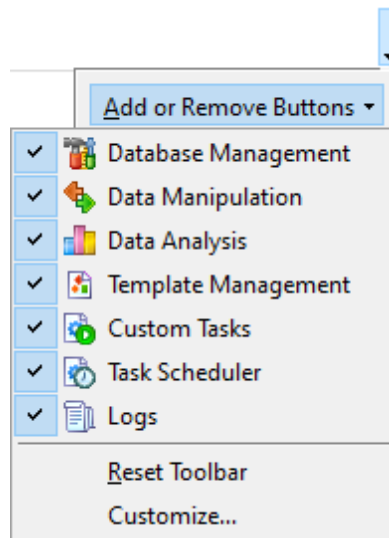 Add or Remove Buttons
Database Management
Data Manipulation
Data Analysis
Template Management
Custom Tasks
Task Scheduler
Logs
Reset Toolbar
Customize...